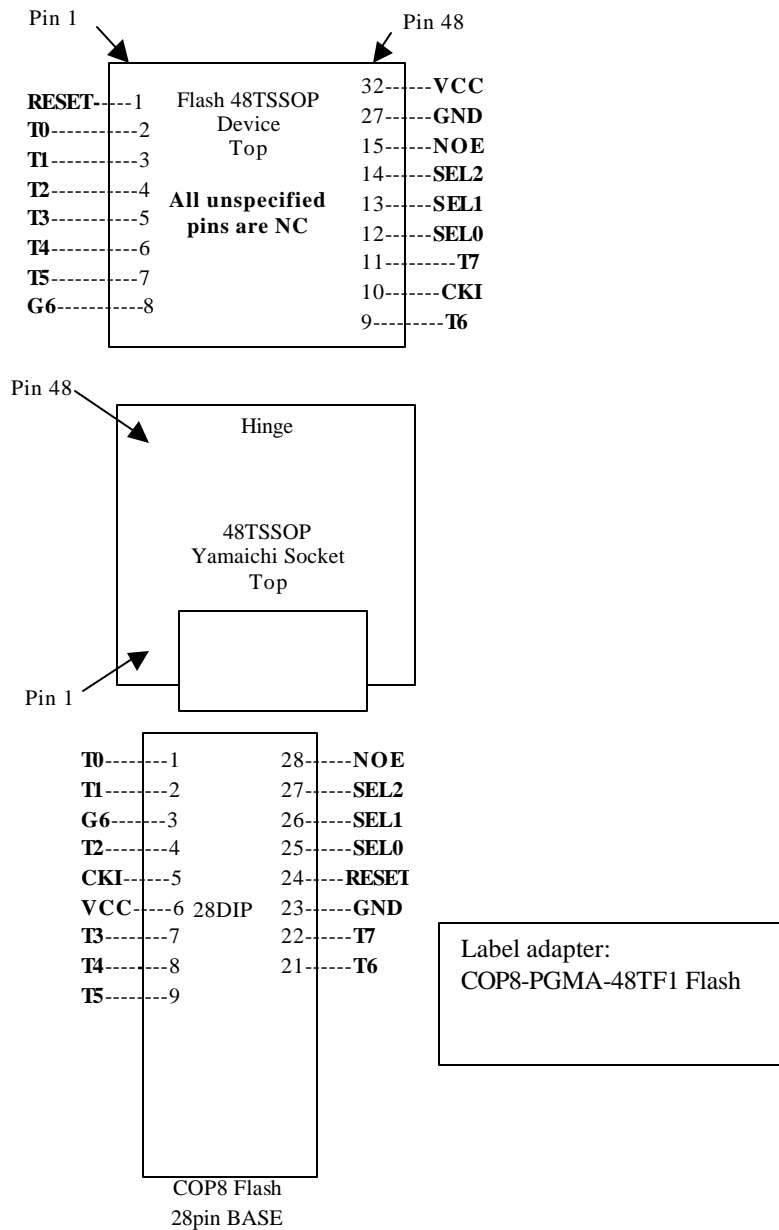 Pin 1
Pin 48
RESET-----1
T0-----------2
T1-----------3
T2-----------4
T3-----------5
T4-----------6
T5-----------7
G6----------8
Flash 48TSSOP
Device
Top
All unspecified
pins are NC
32------VCC
27------GND
15------NOE
14------SEL2
13------SEL1
12------SEL0
11---------T7
10-------CKI
9---------T6
Pin 48
Hinge
48TSSOP
Yamaichi Socket
Top
Pin 1
T0--------1
T1--------2
G6-------3
T2--------4
CKI------5
VCC-----6
T3--------7
T4--------8
T5--------9
28DIP
28------NOE
27------SEL2
26------SEL1
25------SEL0
24-----RESET
23------GND
22------T7
21------T6
COP8 Flash
28pin BASE
Label adapter:
COP8-PGMA-48TF1 Flash